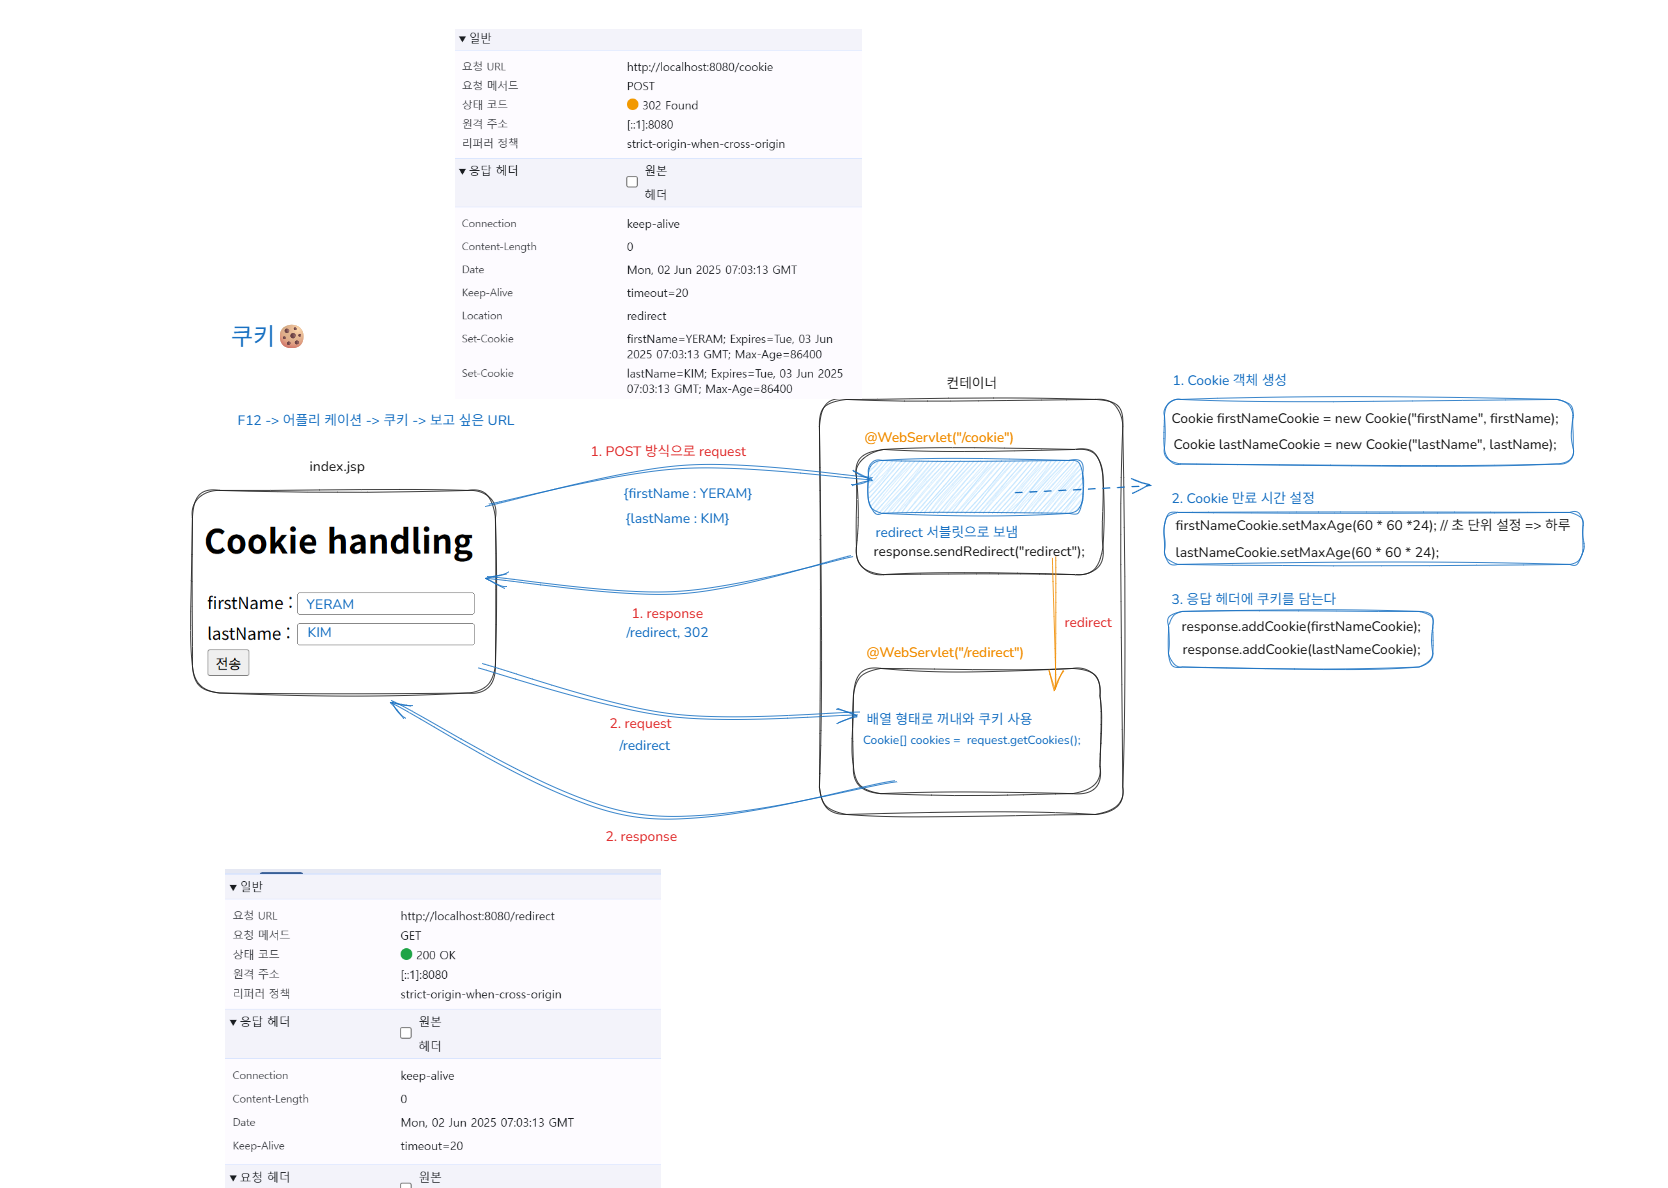 일반
요청 URL http://localhost:8080/cookie
요청 메서드 POST
상태 코드 302 Found
원격 주소 [::1]:8080
리퍼러 정책 strict-origin-when-cross-origin
응답 헤더 원본
헤더
Connection keep-alive
Content-Length 0
Date Mon, 02 Jun 2025 07:03:13 GMT
Keep-Alive timeout=20
Location redirect
Set-Cookie firstName=YERAM; Expires=Tue, 03 Jun
2025 07:03:13 GMT; Max-Age=86400
Set-Cookie lastName=KIM; Expires=Tue, 03 Jun 2025
07:03:13 GMT; Max-Age=86400
쿠키
F12 -> 어플리 케이션 -> 쿠키 -> 보고 싶은 URL
index.jsp
Cookie handling
firstName : YERAM
lastName : KIM
전송
1. POST 방식으로 request
{firstName : YERAM}
{lastName : KIM}
1. response
/redirect, 302
2. request
/redirect
2. response
컨테이너
@WebServlet("/cookie")
redirect 서블릿으로 보냄
response.sendRedirect("redirect");
redirect
@WebServlet("/redirect")
배열 형태로 꺼내와 쿠키 사용
Cookie[] cookies = request.getCookies();
1. Cookie 객체 생성
Cookie firstNameCookie = new Cookie("firstName", firstName);
Cookie lastNameCookie = new Cookie("lastName", lastName);
2. Cookie 만료 시간 설정
firstNameCookie.setMaxAge(60 * 60 *24); // 초 단위 설정 => 하루
lastNameCookie.setMaxAge(60 * 60 * 24);
3. 응답 헤더에 쿠키를 담는다
response.addCookie(firstNameCookie);
response.addCookie(lastNameCookie);
일반
요청 URL http://localhost:8080/redirect
요청 메서드 GET
상태 코드 200 OK
원격 주소 [::1]:8080
리퍼러 정책 strict-origin-when-cross-origin
응답 헤더 원본
헤더
Connection keep-alive
Content-Length 0
Date Mon, 02 Jun 2025 07:03:13 GMT
Keep-Alive timeout=20
요청 헤더 원본